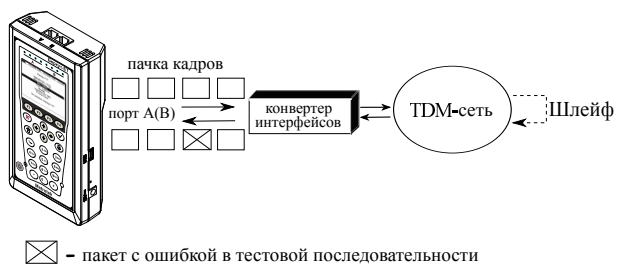 пачка кадров
порт А(В)
конвертер
интерфейсов
TDM-сеть
Шлейф
– пакет с ошибкой в тестовой последовательности